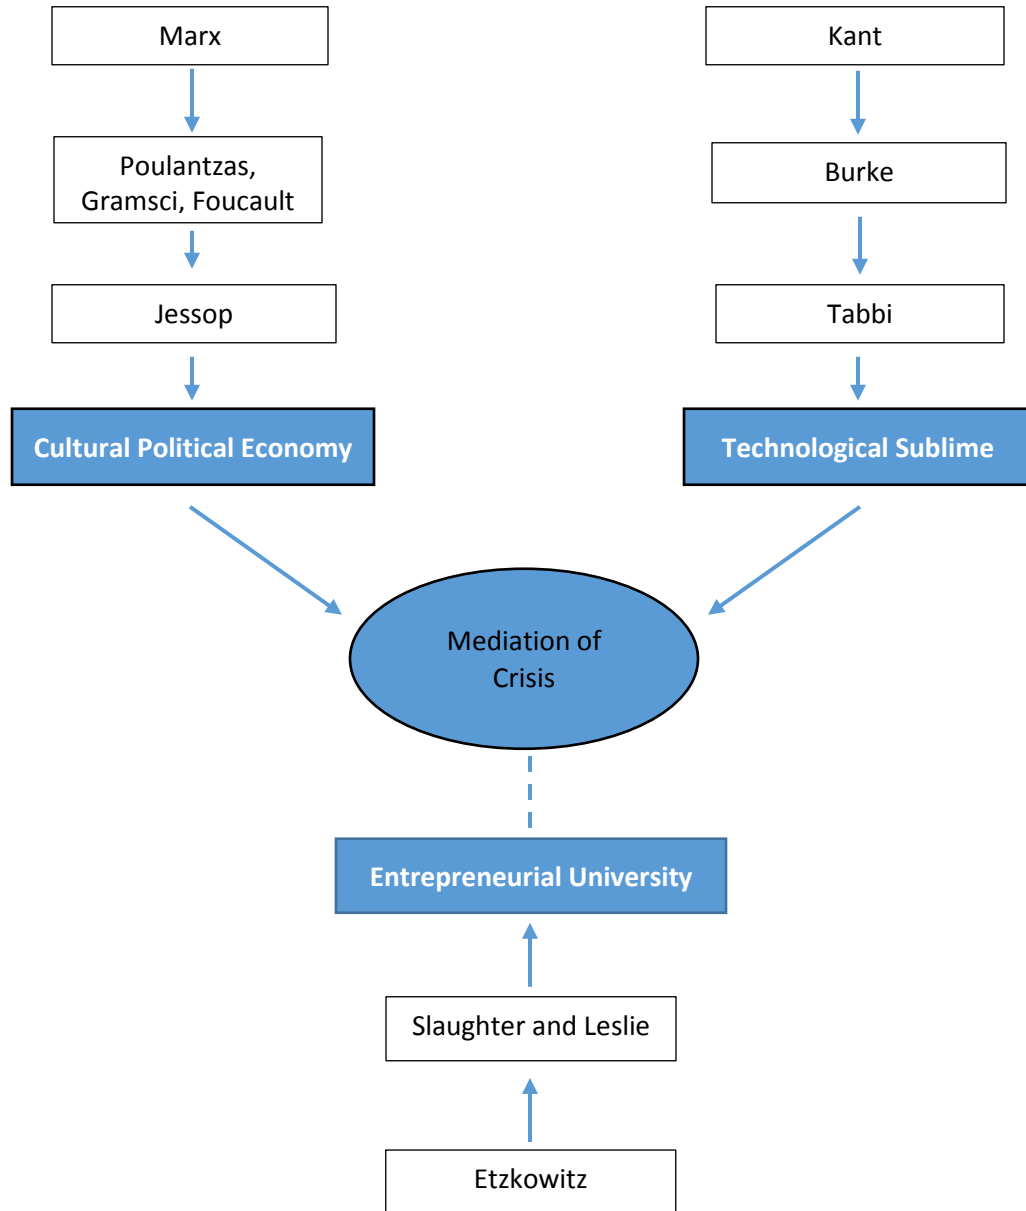 Marx
Kant
Poulantzas,
Gramsci, Foucault
Burke
Jessop
Tabbi
Cultural Political Economy
Technological Sublime
Mediation of
Crisis
Entrepreneurial University
Slaughter and Leslie
Etzkowitz